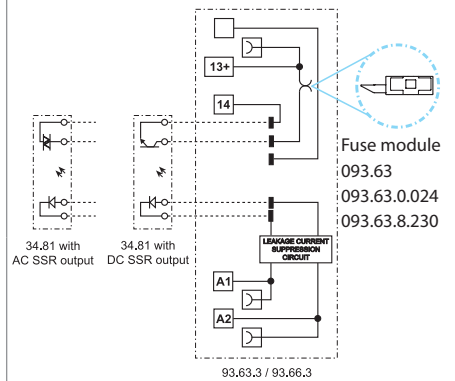 13+
14
Fuse module
093.63
093.63.0.024
093.63.8.230
34.81 with
AC SSR output
34.81 with
DC SSR output
LEAKAGE CURRENT
SUPPRESSION
CIRCUIT
A1
A2
93.63.3 / 93.66.3